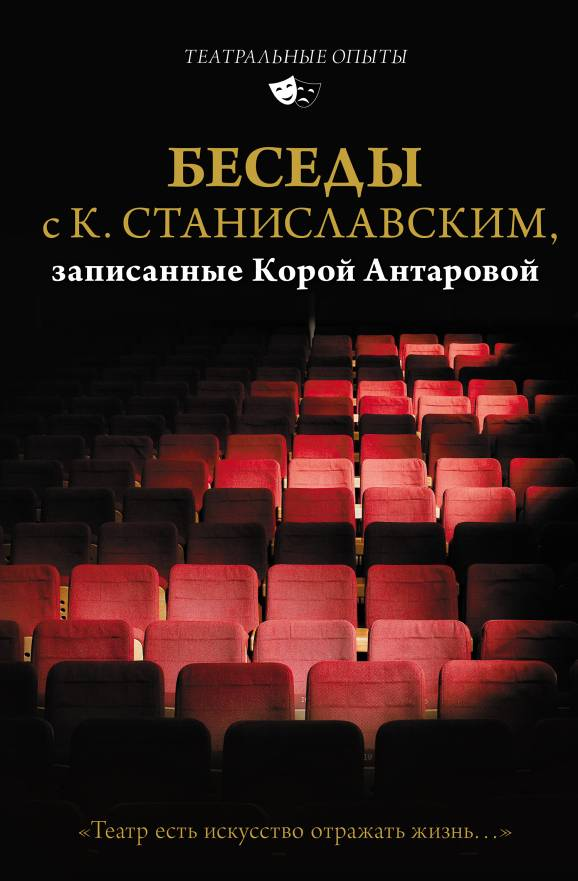 ТЕАТРАЛЬНЫЕ ОПЫТЫ
БЕСЕДЫ
с К. СТАНИСЛАВСКИМ,
записанные Корой Антаровой
«Театр есть искусство отражать жизнь...»